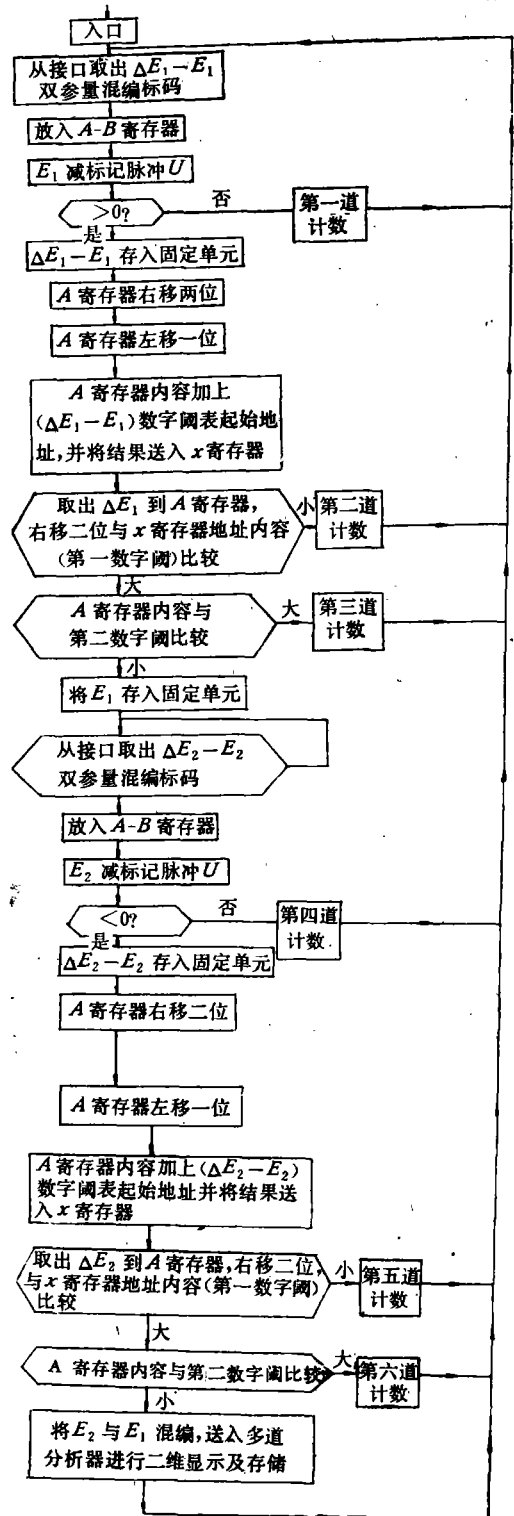 入口
从接口取出 ΔE₁－E₁
双参量混编标码
放入 A-B 寄存器
E₁ 减标记脉冲 U
>0?
否
第一道
计数
是
ΔE₁－E₁ 存入固定单元
A 寄存器右移两位
A 寄存器左移一位
A 寄存器内容加上
(ΔE₁－E₁) 数字阈表起始地
址,并将结果送入 x 寄存器
取出 ΔE₁ 到 A 寄存器,
右移二位与 x 寄存器地址内容
(第一数字阈)比较
小
第二道
计数
大
A 寄存器内容与
第二数字阈比较
大
第三道
计数
小
将 E₁ 存入固定单元
从接口取出 ΔE₂－E₂
双参量混编标码
放入 A-B 寄存器
E₂ 减标记脉冲 U
<0?
否
第四道
计数
是
ΔE₂－E₂ 存入固定单元
A 寄存器右移二位
A 寄存器左移一位
A 寄存器内容加上(ΔE₂－E₂)
数字阈表起始地址并将结果送
入 x 寄存器
取出 ΔE₂ 到 A 寄存器,右移二位,
与 x 寄存器地址内容(第一数字阈)
比较
小
第五道
计数
大
A 寄存器内容与第二数字阈比较
大
第六道
计数
小
将 E₂ 与 E₁ 混编,送入多道
分析器进行二维显示及存储